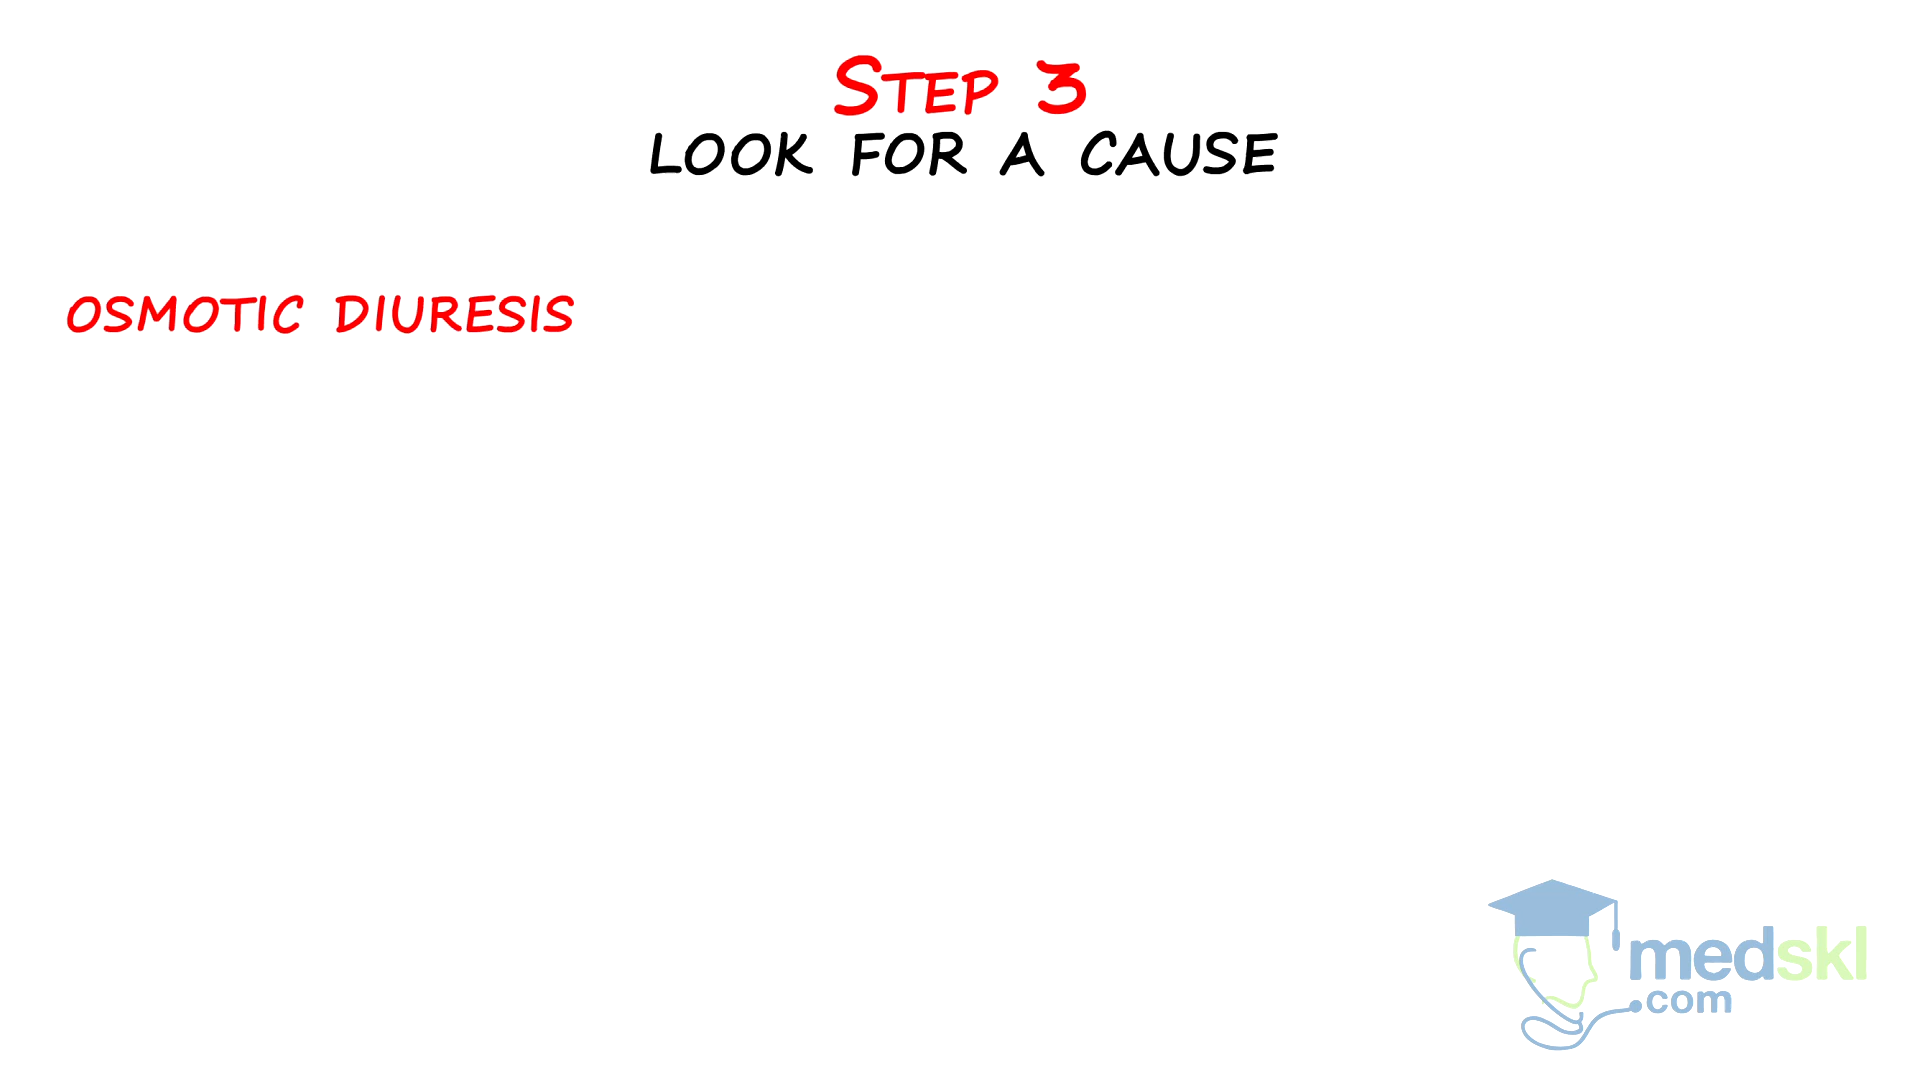 STEP 3
LOOK FOR A CAUSE
OSMOTIC DIURESIS
medskl
.com